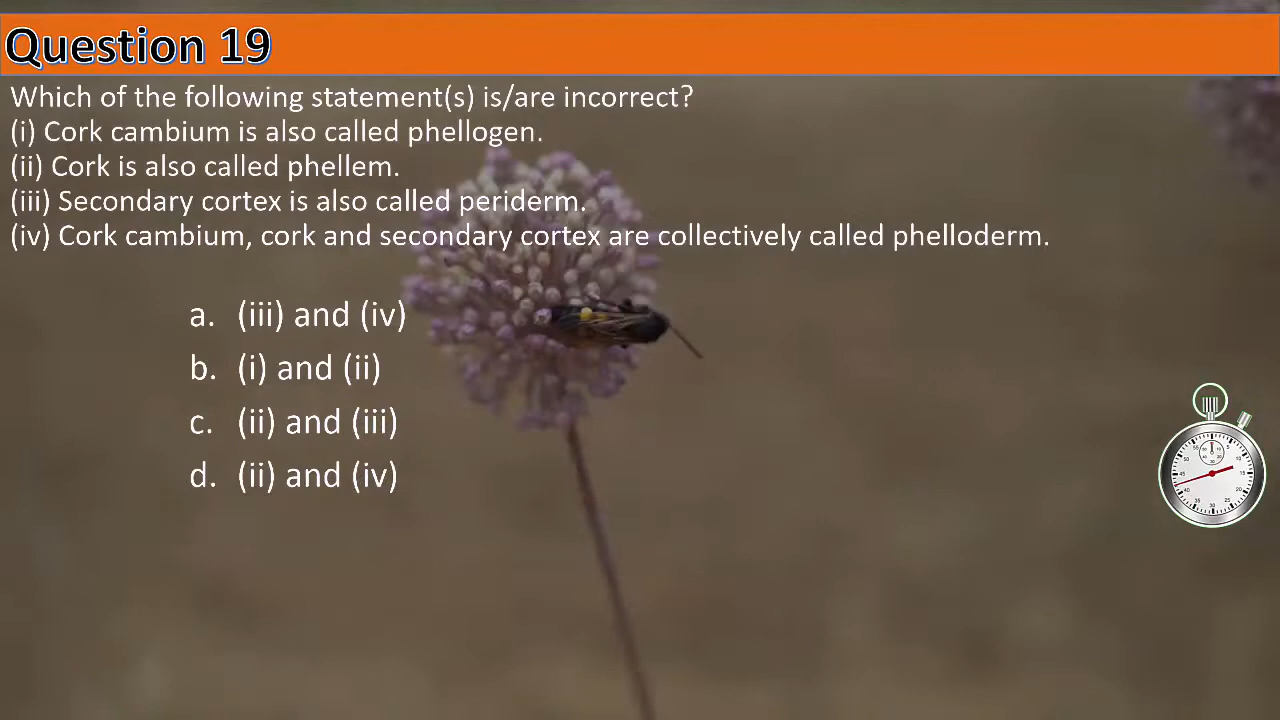 Question 19
Which of the following statement(s) is/are incorrect?
(i) Cork cambium is also called phellogen.
(ii) Cork is also called phellem.
(iii) Secondary cortex is also called periderm.
(iv) Cork cambium, cork and secondary cortex are collectively called phelloderm.
a. (iii) and (iv)
b. (i) and (ii)
c. (ii) and (iii)
d. (ii) and (iv)